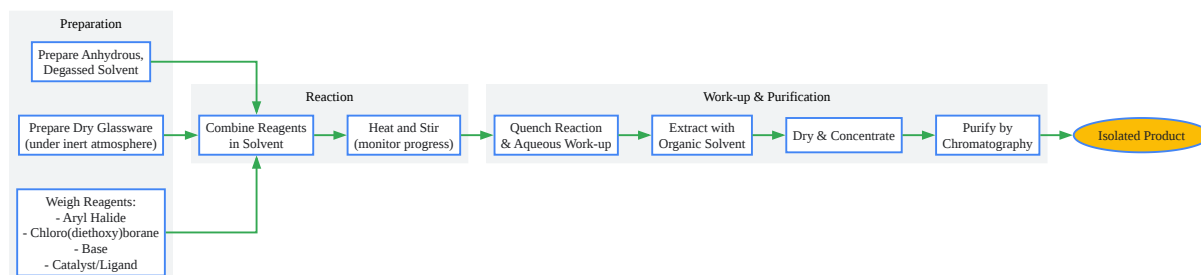 Preparation
Prepare Anhydrous,
Degassed Solvent
Prepare Dry Glassware
(under inert atmosphere)
Weigh Reagents:
- Aryl Halide
- Chloro(diethoxy)borane
- Base
- Catalyst/Ligand
Reaction
Combine Reagents
in Solvent
Heat and Stir
(monitor progress)
Work-up & Purification
Quench Reaction
& Aqueous Work-up
Extract with
Organic Solvent
Dry & Concentrate
Purify by
Chromatography
Isolated Product